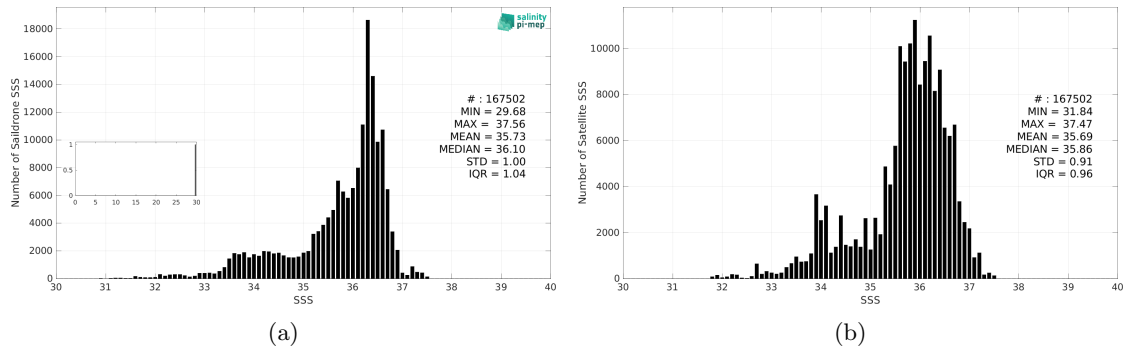 salinity
pi-mep
Number of Saildrone SSS
18000
16000
14000
12000
10000
8000
6000
4000
2000
0
# : 167502
MIN = 29.68
MAX = 37.56
MEAN = 35.73
MEDIAN = 36.10
STD = 1.00
IQR = 1.04
1
0.5
0
0 5 10 15 20 25 30
30 31 32 33 34 35 36 37 38 39 40
SSS
(a)
Number of Satellite SSS
10000
8000
6000
4000
2000
0
# : 167502
MIN = 31.84
MAX = 37.47
MEAN = 35.69
MEDIAN = 35.86
STD = 0.91
IQR = 0.96
30 31 32 33 34 35 36 37 38 39 40
SSS
(b)